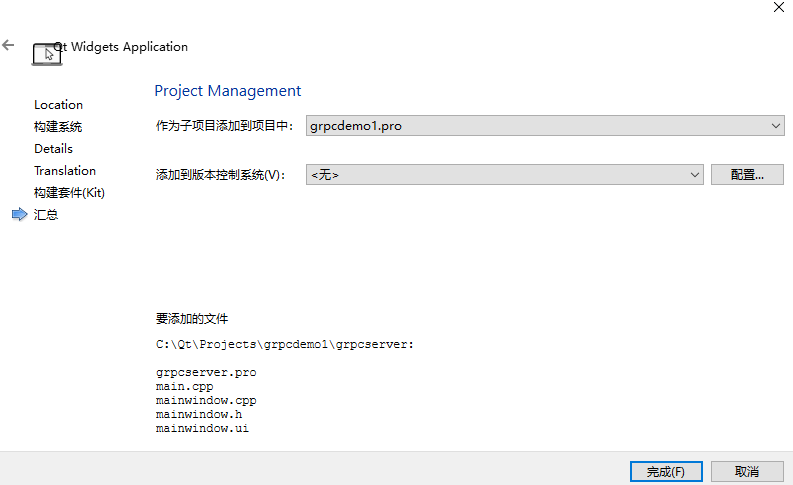 Qt Widgets Application
Location
构建系统
Details
Translation
构建套件(Kit)
汇总
Project Management
作为子项目添加到项目中:
grpcdemo1.pro
添加到版本控制系统(V):
<无>
配置...
要添加的文件
C:\Qt\Projects\grpcdemo1\grpcserver:
grpcserver.pro
main.cpp
mainwindow.cpp
mainwindow.h
mainwindow.ui
完成(F)
取消